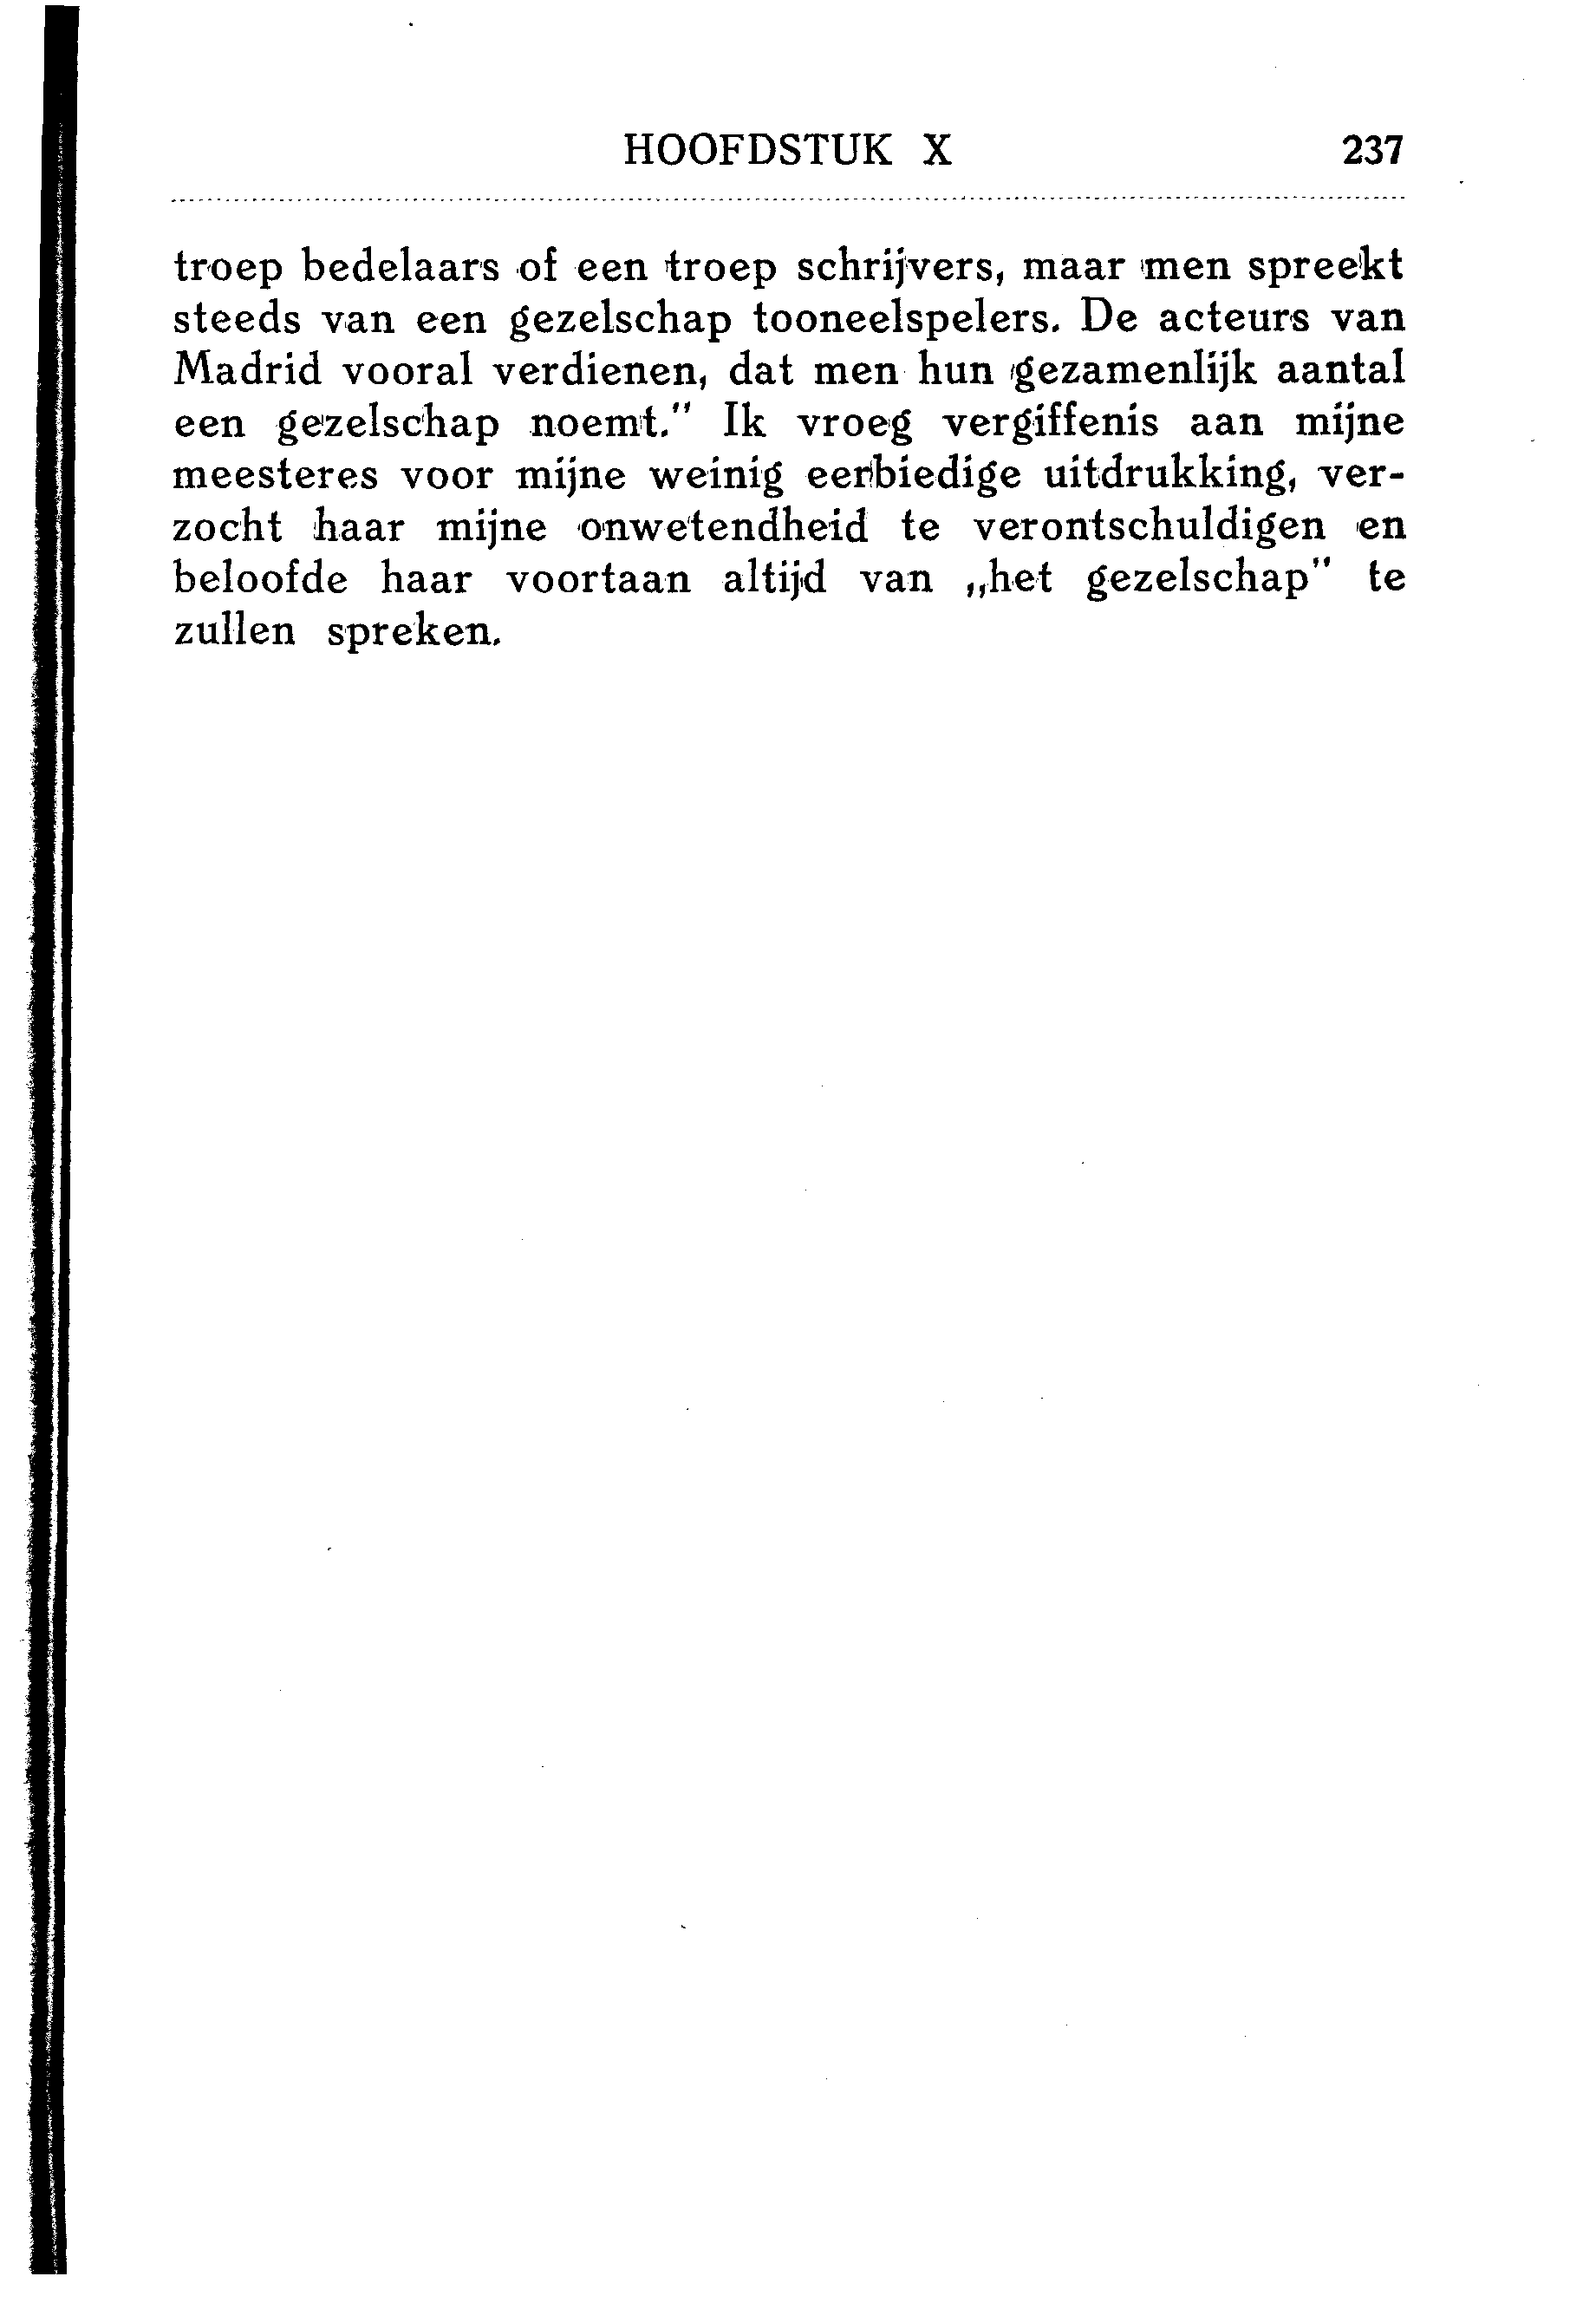 HOOFDSTUK X 237
troep bedelaars of een troep schrijvers, maar men spreekt
steeds van een gezelschap tooneelspelers. De acteurs van
Madrid vooral verdienen, dat men hun gezamenlijk aantal
een gezelschap noemt." Ik vroeg vergiffenis aan mijne
meesteres voor mijne weinig eerbiedige uitdrukking, ver-
zocht haar mijne onwetendheid te verontschuldigen en
beloofde haar voortaan altijd van „het gezelschap" te
zullen spreken.